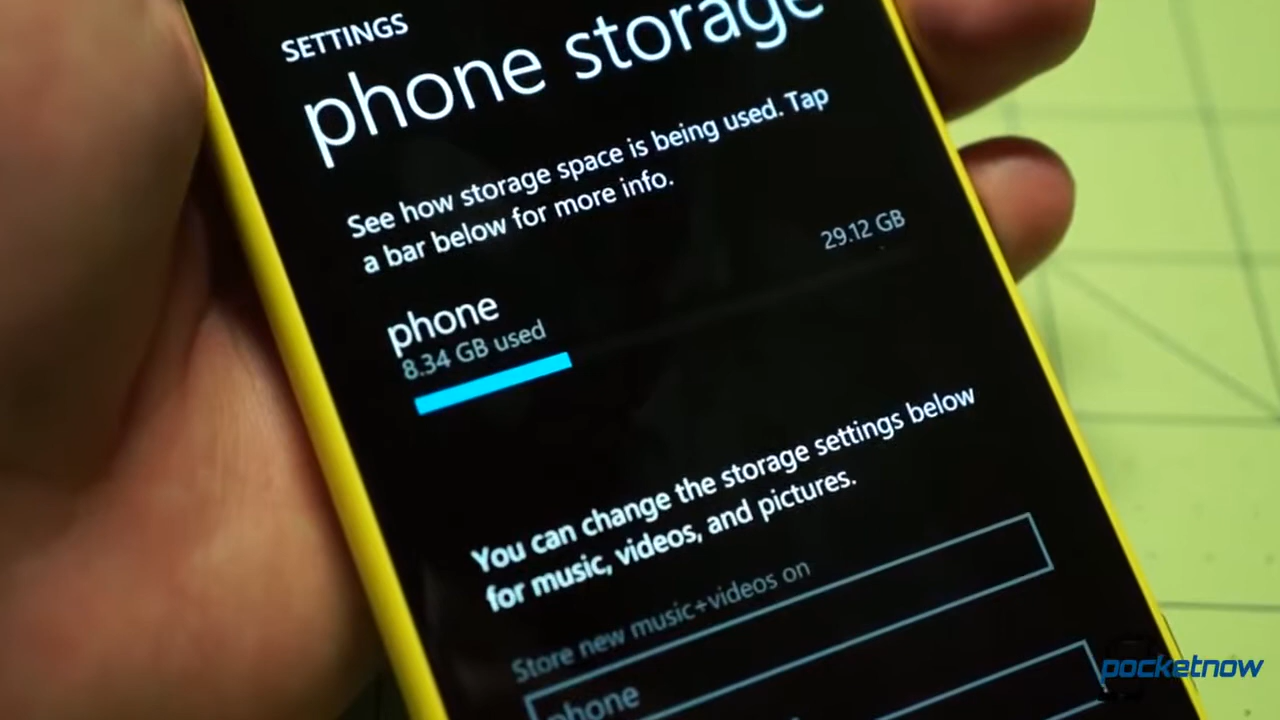 SETTINGS
phone storage
See how storage space is being used. Tap
a bar below for more info.
29.12 GB
phone
8.34 GB used
You can change the storage settings below
for music, videos, and pictures.
Store new music+videos on
phone
pocketnow